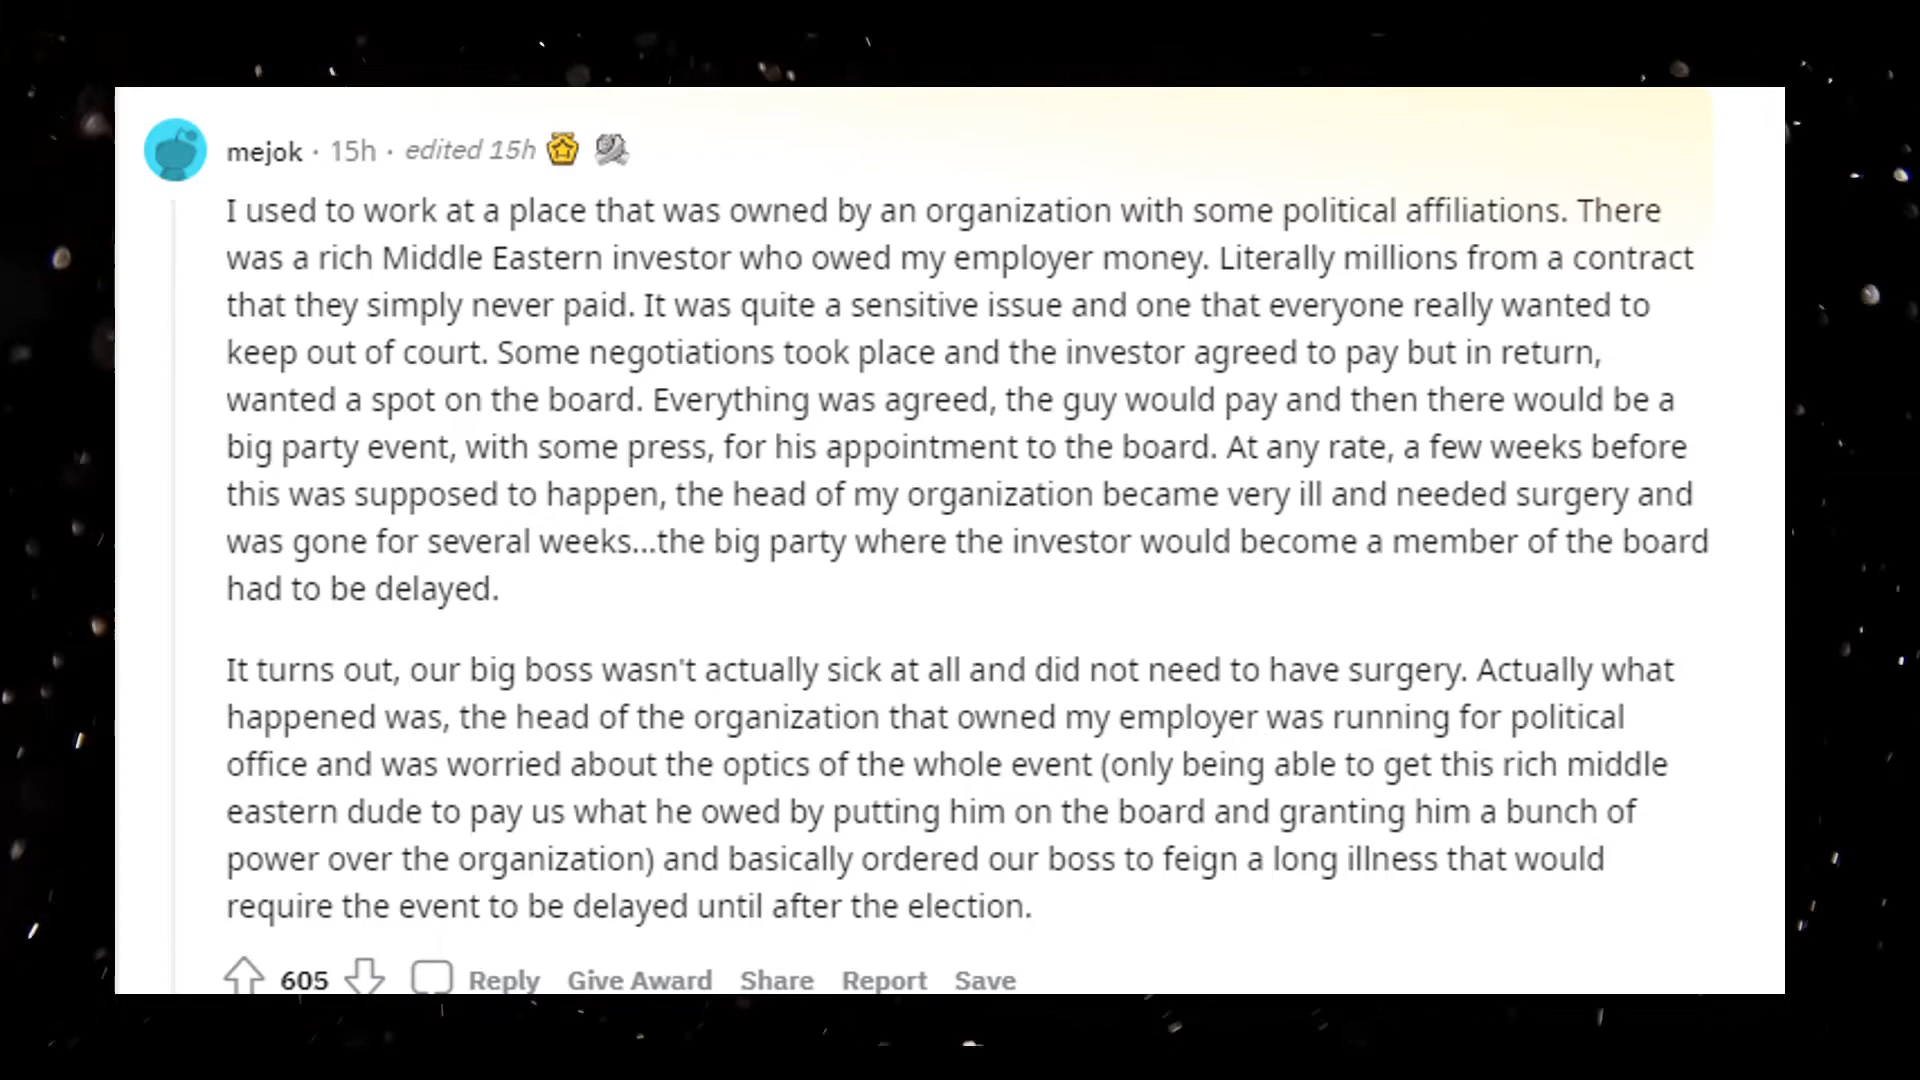 mejok · 15h · edited 15h
I used to work at a place that was owned by an organization with some political affiliations. There
was a rich Middle Eastern investor who owed my employer money. Literally millions from a contract
that they simply never paid. It was quite a sensitive issue and one that everyone really wanted to
keep out of court. Some negotiations took place and the investor agreed to pay but in return,
wanted a spot on the board. Everything was agreed, the guy would pay and then there would be a
big party event, with some press, for his appointment to the board. At any rate, a few weeks before
this was supposed to happen, the head of my organization became very ill and needed surgery and
was gone for several weeks...the big party where the investor would become a member of the board
had to be delayed.
It turns out, our big boss wasn't actually sick at all and did not need to have surgery. Actually what
happened was, the head of the organization that owned my employer was running for political
office and was worried about the optics of the whole event (only being able to get this rich middle
eastern dude to pay us what he owed by putting him on the board and granting him a bunch of
power over the organization) and basically ordered our boss to feign a long illness that would
require the event to be delayed until after the election.
605 Reply Give Award Share Report Save